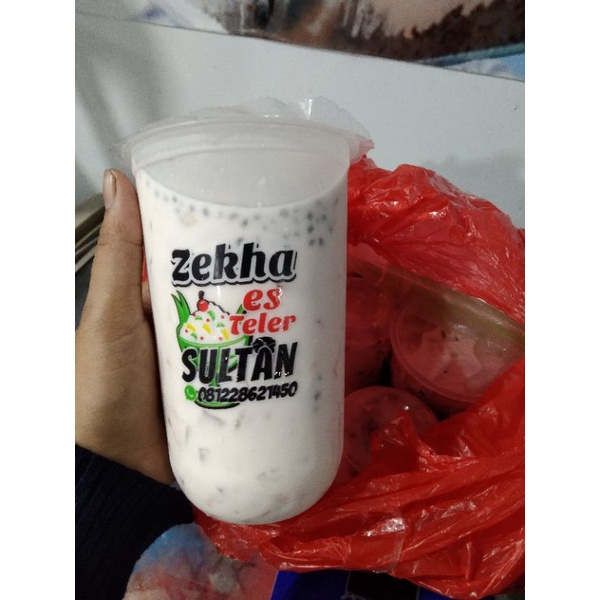 Zekha
es
Teler
SULTAN
081228621450